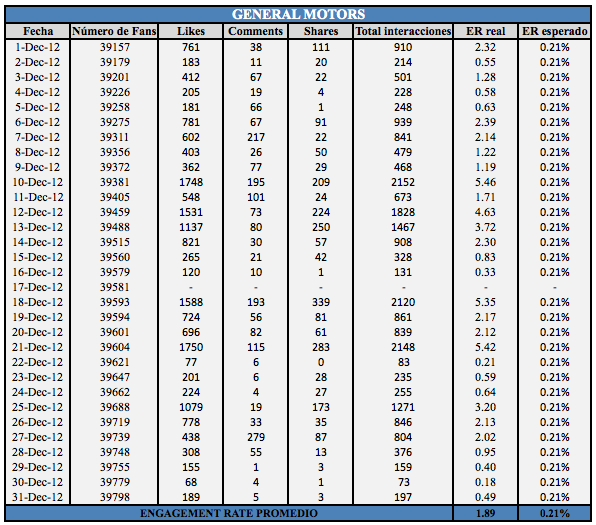 GENERAL MOTORS
Fecha Número de Fans Likes Comments Shares Total interacciones ER real ER esperado
1-Dec-12 39157 761 38 111 910 2.32 0.21%
2-Dec-12 39179 183 11 20 214 0.55 0.21%
3-Dec-12 39201 412 67 22 501 1.28 0.21%
4-Dec-12 39226 205 19 4 228 0.58 0.21%
5-Dec-12 39258 181 66 1 248 0.63 0.21%
6-Dec-12 39275 781 67 91 939 2.39 0.21%
7-Dec-12 39311 602 217 22 841 2.14 0.21%
8-Dec-12 39356 403 26 50 479 1.22 0.21%
9-Dec-12 39372 362 77 29 468 1.19 0.21%
10-Dec-12 39381 1748 195 209 2152 5.46 0.21%
11-Dec-12 39405 548 101 24 673 1.71 0.21%
12-Dec-12 39459 1531 73 224 1828 4.63 0.21%
13-Dec-12 39488 1137 80 250 1467 3.72 0.21%
14-Dec-12 39515 821 30 57 908 2.30 0.21%
15-Dec-12 39560 265 21 42 328 0.83 0.21%
16-Dec-12 39579 120 10 1 131 0.33 0.21%
17-Dec-12 39581 - - - - - -
18-Dec-12 39593 1588 193 339 2120 5.35 0.21%
19-Dec-12 39594 724 56 81 861 2.17 0.21%
20-Dec-12 39601 696 82 61 839 2.12 0.21%
21-Dec-12 39604 1750 115 283 2148 5.42 0.21%
22-Dec-12 39621 77 6 0 83 0.21 0.21%
23-Dec-12 39647 201 6 28 235 0.59 0.21%
24-Dec-12 39662 224 4 27 255 0.64 0.21%
25-Dec-12 39688 1079 19 173 1271 3.20 0.21%
26-Dec-12 39719 778 33 35 846 2.13 0.21%
27-Dec-12 39739 438 279 87 804 2.02 0.21%
28-Dec-12 39748 308 55 13 376 0.95 0.21%
29-Dec-12 39755 155 1 3 159 0.40 0.21%
30-Dec-12 39779 68 4 1 73 0.18 0.21%
31-Dec-12 39798 189 5 3 197 0.49 0.21%
ENGAGEMENT RATE PROMEDIO 1.89 0.21%